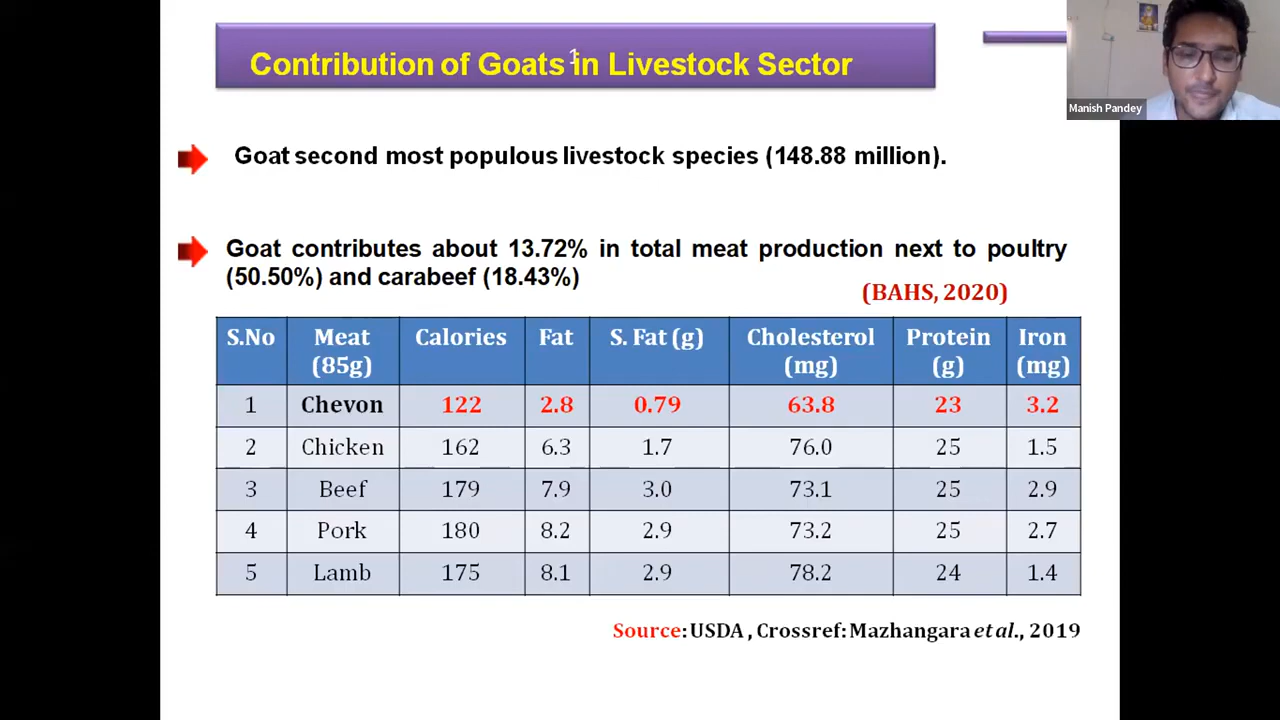 Contribution of Goats in Livestock Sector
1
Manish Pandey
Goat second most populous livestock species (148.88 million).
Goat contributes about 13.72% in total meat production next to poultry
(50.50%) and carabeef (18.43%)
(BAHS, 2020)
S.No Meat (85g) Calories Fat S. Fat (g) Cholesterol (mg) Protein (g) Iron (mg)
1 Chevon 122 2.8 0.79 63.8 23 3.2
2 Chicken 162 6.3 1.7 76.0 25 1.5
3 Beef 179 7.9 3.0 73.1 25 2.9
4 Pork 180 8.2 2.9 73.2 25 2.7
5 Lamb 175 8.1 2.9 78.2 24 1.4
Source: USDA , Crossref: Mazhangara et al., 2019